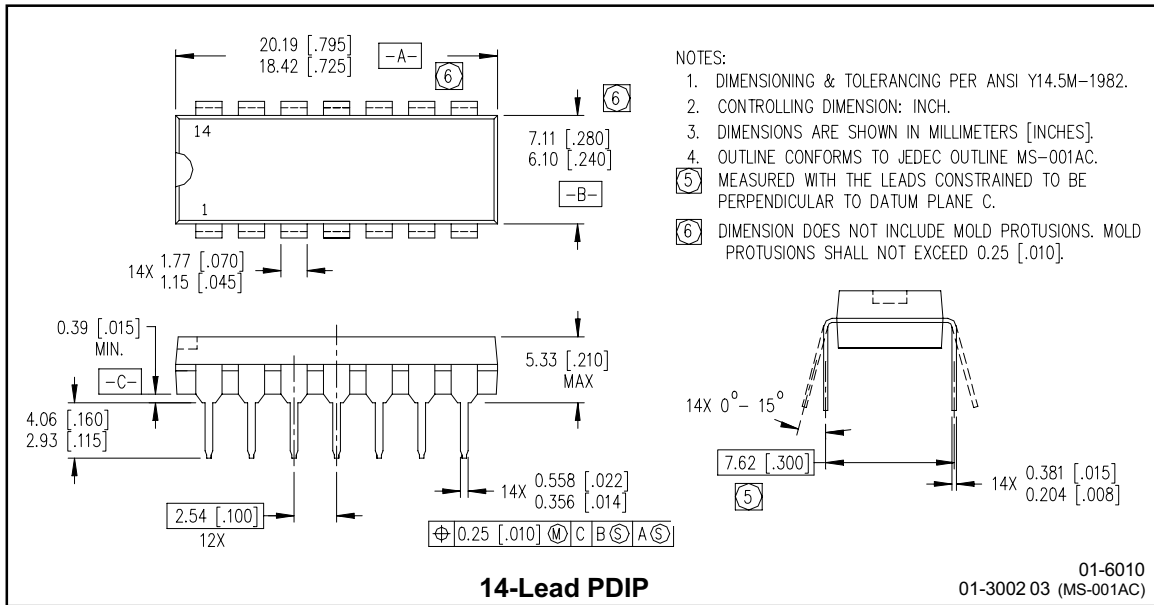 20.19 [.795]
18.42 [.725]
-A-
6
6
14
1
7.11 [.280]
6.10 [.240]
-B-
14X 1.77 [.070]
1.15 [.045]
NOTES:
1. DIMENSIONING & TOLERANCING PER ANSI Y14.5M-1982.
2. CONTROLLING DIMENSION: INCH.
3. DIMENSIONS ARE SHOWN IN MILLIMETERS [INCHES].
4. OUTLINE CONFORMS TO JEDEC OUTLINE MS-001AC.
5 MEASURED WITH THE LEADS CONSTRAINED TO BE
PERPENDICULAR TO DATUM PLANE C.
6 DIMENSION DOES NOT INCLUDE MOLD PROTUSIONS. MOLD
PROTUSIONS SHALL NOT EXCEED 0.25 [.010].
0.39 [.015]
MIN.
-C-
4.06 [.160]
2.93 [.115]
5.33 [.210]
MAX
2.54 [.100]
12X
14X 0.558 [.022]
0.356 [.014]
⌖ 0.25 [.010] Ⓜ C B Ⓢ A Ⓢ
14X 0°- 15°
7.62 [.300]
5
14X 0.381 [.015]
0.204 [.008]
14-Lead PDIP
01-6010
01-3002 03 (MS-001AC)